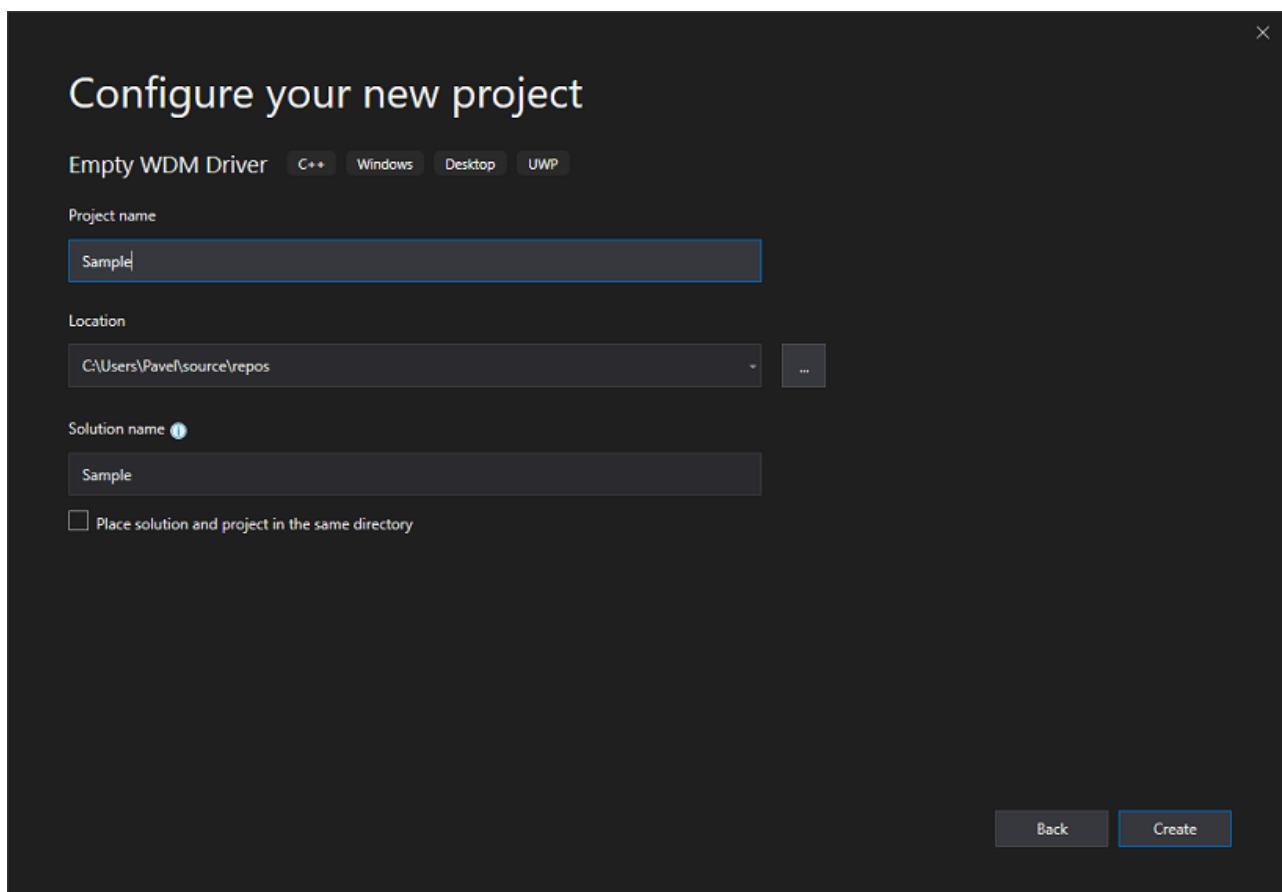 Configure your new project
Empty WDM Driver C++ Windows Desktop UWP
Project name
Sample
Location
C:\Users\Pavel\source\repos
...
Solution name
Sample
Place solution and project in the same directory
Back Create